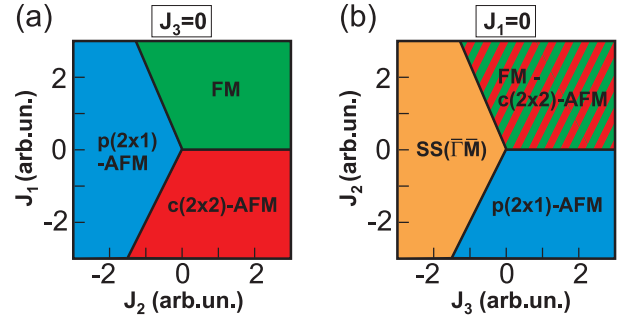 (a)
J₃=0
J₁ (arb.un.)
2
0
-2
FM
p(2x1)
-AFM
c(2x2)-AFM
-2
0
2
J₂ (arb.un.)
(b)
J₁=0
J₂ (arb.un.)
2
0
-2
FM -
c(2x2)-AFM
SS(Γ̅M̅)
p(2x1)-AFM
-2
0
2
J₃ (arb.un.)